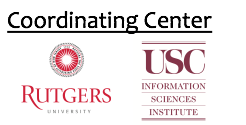 Coordinating Center
RUTGERS
UNIVERSITY
USC
INFORMATION
SCIENCES
INSTITUTE